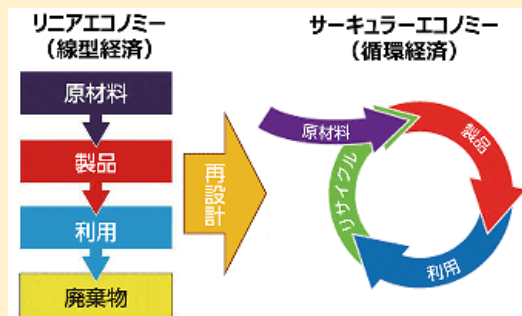 リニアエコノミー
（線型経済）
原材料
製品
利用
廃棄物
再設計
サーキュラーエコノミー
（循環経済）
原材料
製品
利用
リサイクル